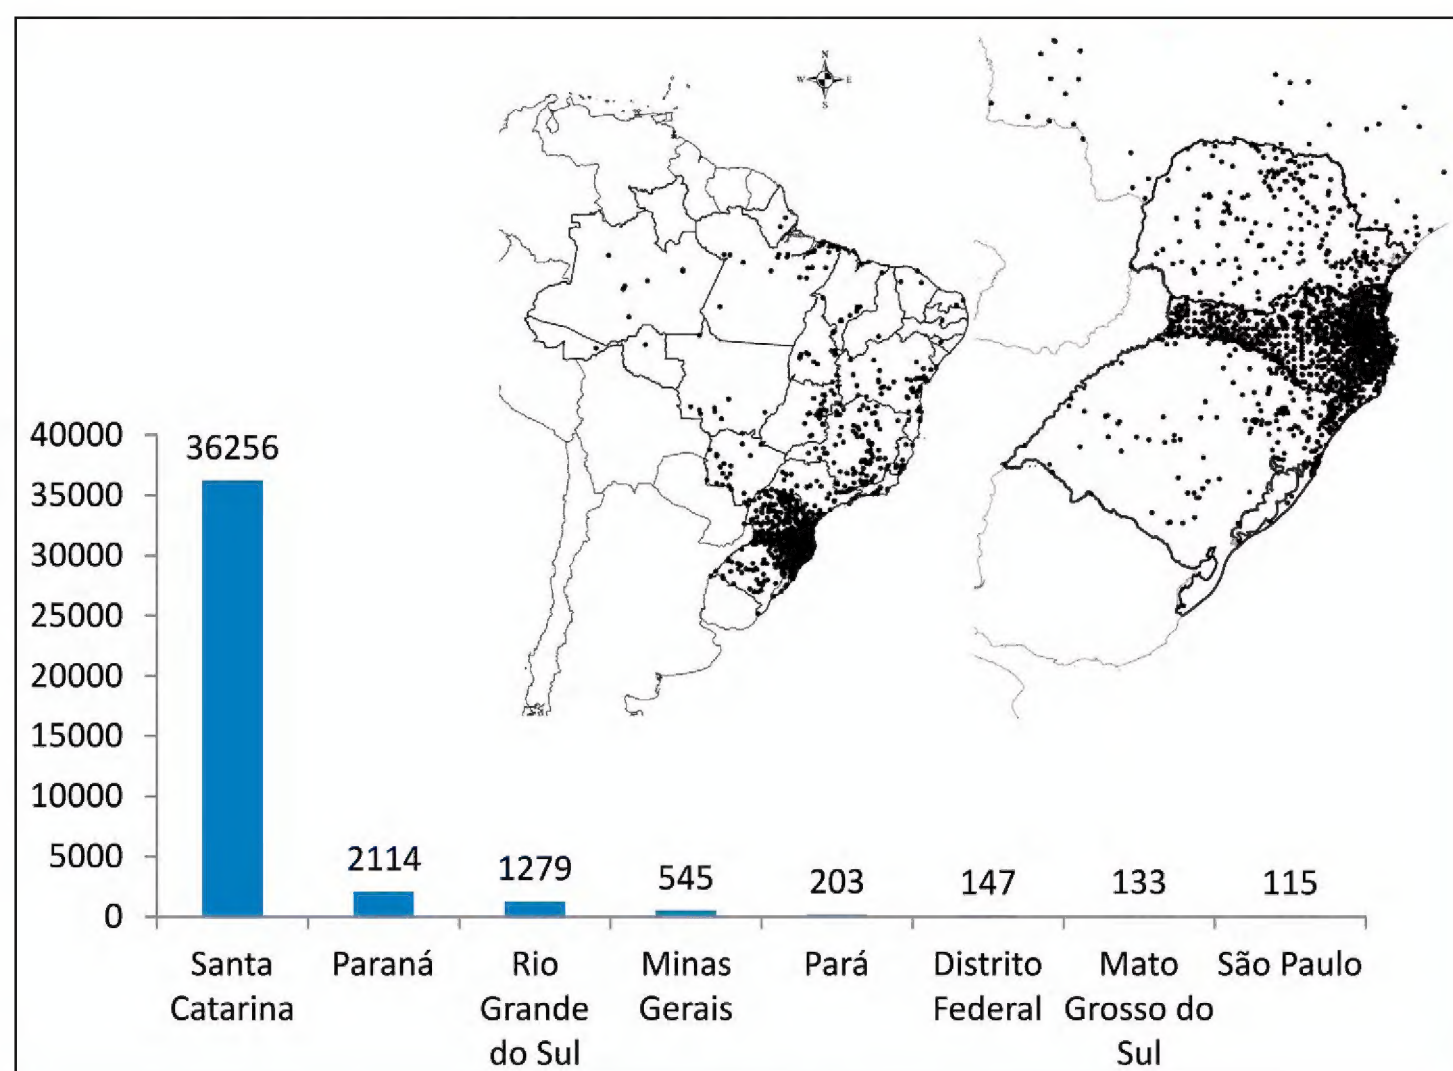 N
W E
S
40000
35000
30000
25000
20000
15000
10000
5000
0
36256
2114
1279
545
203
147
133
115
Santa
Catarina
Paraná
Rio
Grande
do Sul
Minas
Gerais
Pará
Distrito
Federal
Mato
Grosso do
Sul
São Paulo